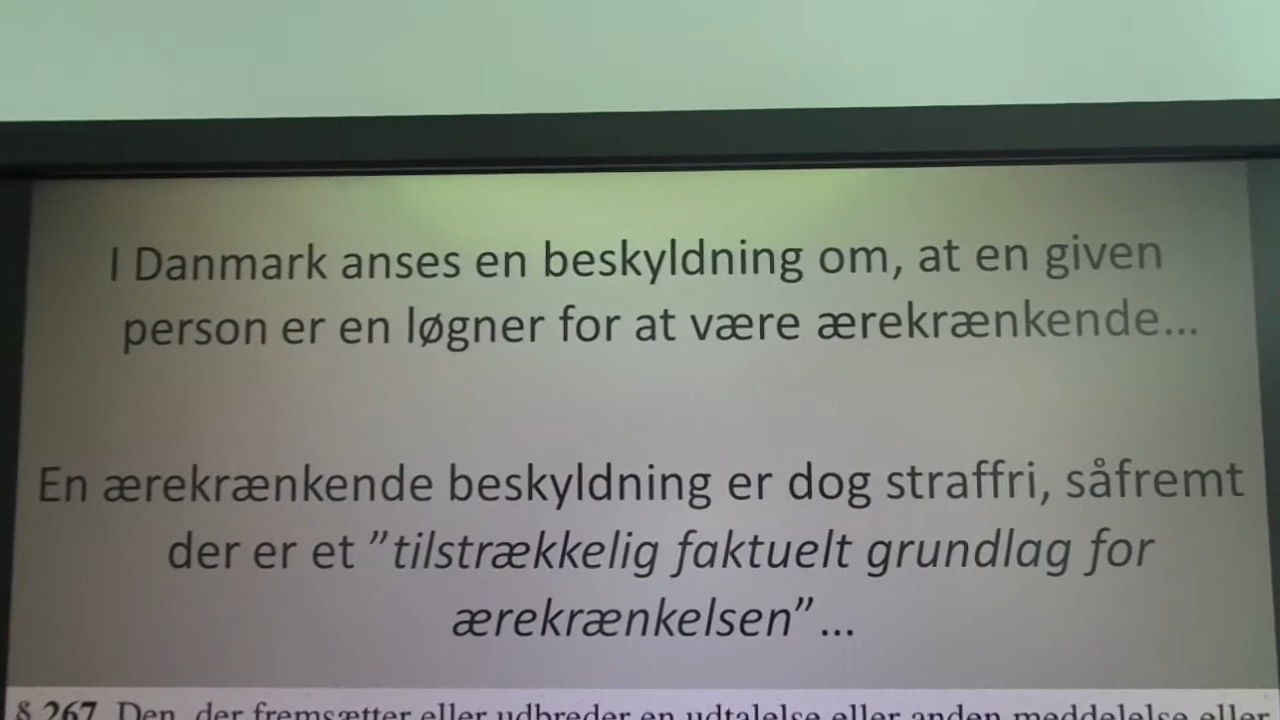 I Danmark anses en beskyldning om, at en given
person er en løgner for at være ærekrænkende...
En ærekrænkende beskyldning er dog straffri, såfremt
der er et ”tilstrækkelig faktuelt grundlag for
ærekrænkelsen”...
§ 267. Den, der fremsætter eller udbreder en udtalelse eller anden meddelelse eller